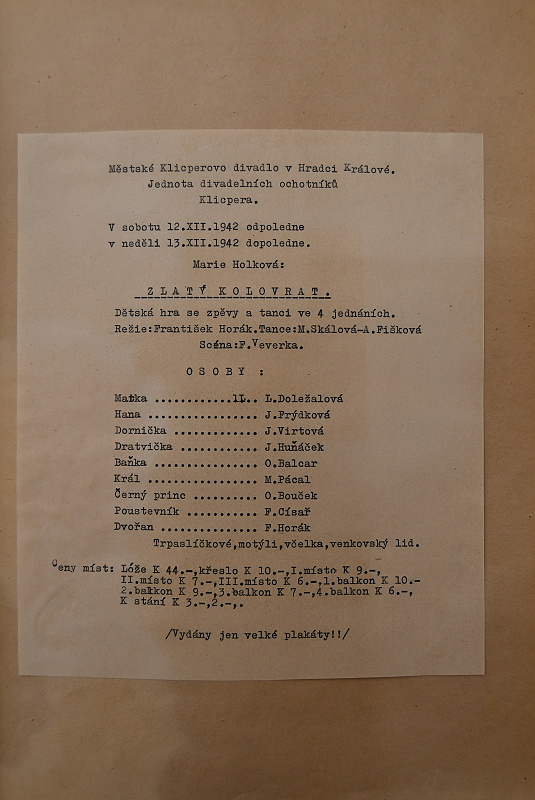 Městské Klicperovo divadlo v Hradci Králové.
Jednota divadelních ochotníků
Klicpera.
V sobotu 12.XII.1942 odpoledne
v neděli 13.XII.1942 dopoledne.
Marie Holková:
Z L A T Ý  K O L O V R A T .
Dětská hra se zpěvy a tanci ve 4 jednáních.
Režie:František Horák.Tance:M.Skálová-A.Fišková
Scéna:F.Veverka.
O S O B Y :
Matka ............. L.Doležalová
Hana ................ J.Frýdková
Dornička ............ J.Virtová
Dratvička ........... J.Huňáček
Baňka ............... O.Balcar
Král ................ M.Pácal
Černý princ ......... O.Bouček
Poustevník .......... F.Císař
Dvořan .............. F.Horák
Trpaslíčkové,motýli,včelka,venkovský lid.
Ceny míst: Lóže K 44.-,křeslo K 10.-,I.místo K 9.-,
II.místo K 7.-,III.místo K 6.-,1.balkon K 10.-
2.balkon K 9.-,3.balkon K 7.-,4.balkon K 6.-,
K stání K 3.-,2.-,.
/Vydány jen velké plakáty!!/